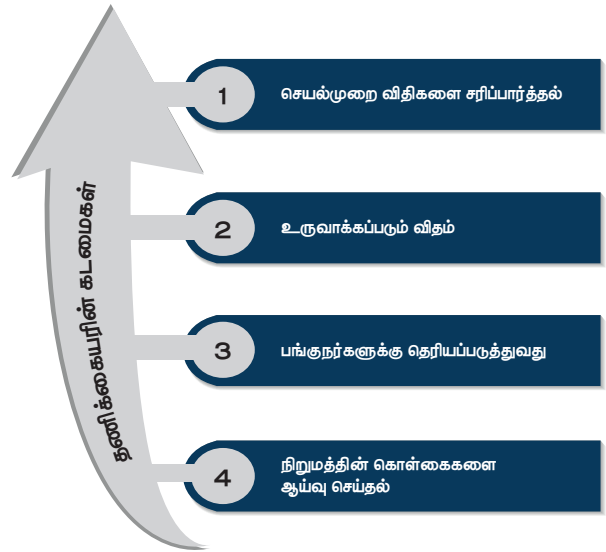 தணிக்கையரின் கடமைகள்
1
செயல்முறை விதிகளை சரிப்பார்த்தல்
2
உருவாக்கப்படும் விதம்
3
பங்குநர்களுக்கு தெரியப்படுத்துவது
4
நிறுமத்தின் கொள்கைகளை
ஆய்வு செய்தல்